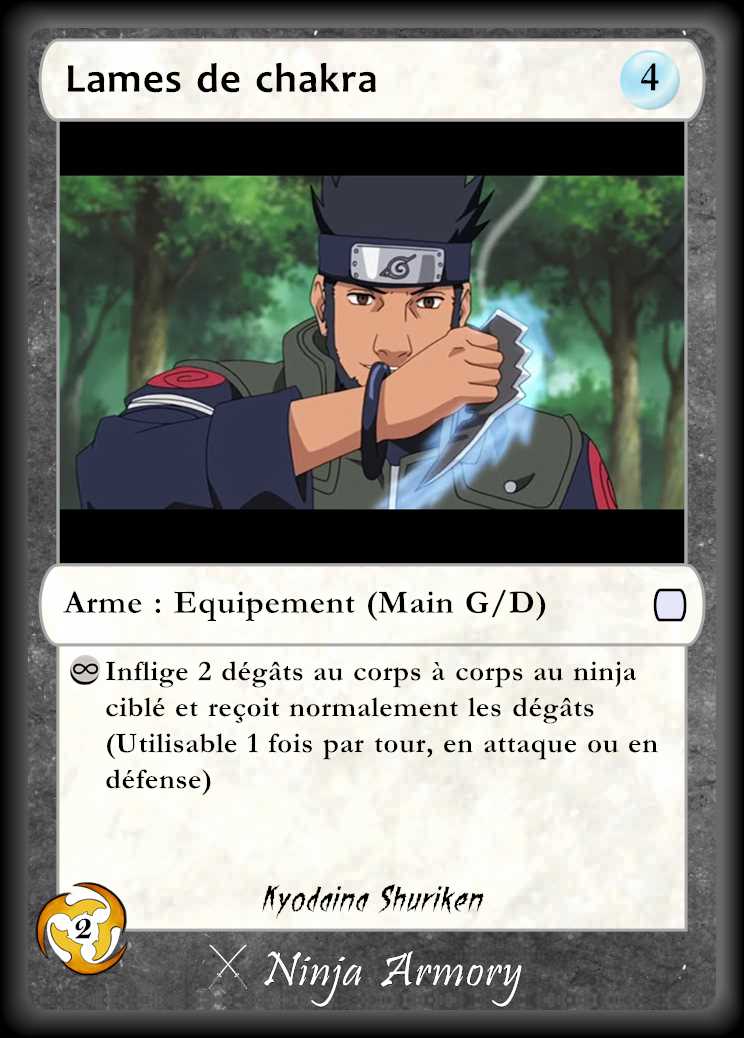 Lames de chakra
4
Arme : Equipement (Main G/D)
∞ Inflige 2 dégâts au corps à corps au ninja
ciblé et reçoit normalement les dégâts
(Utilisable 1 fois par tour, en attaque ou en
défense)
Kyodaina Shuriken
2
Ninja Armory